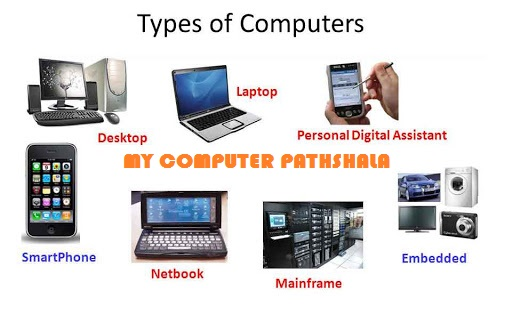 Types of Computers
Laptop
Desktop
Personal Digital Assistant
MY COMPUTER PATHSHALA
SmartPhone
Netbook
Mainframe
Embedded